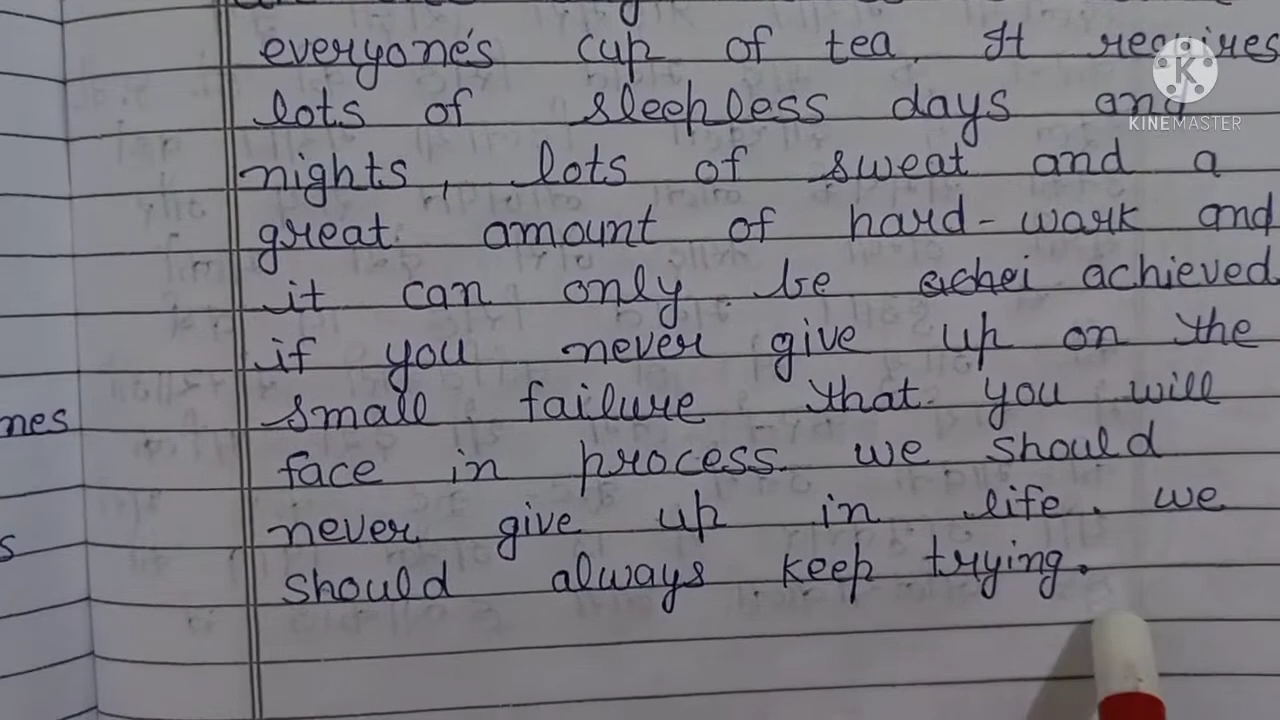 everyone's cup of tea. It requires
lots of sleepless days and
nights, lots of sweat and a
great amount of hard-work and
it can only be achei achieved
if you never give up on the
small failure that you will
face in process. we should
never give up in life. we
should always keep trying.
nes
s
K
KINEMASTER